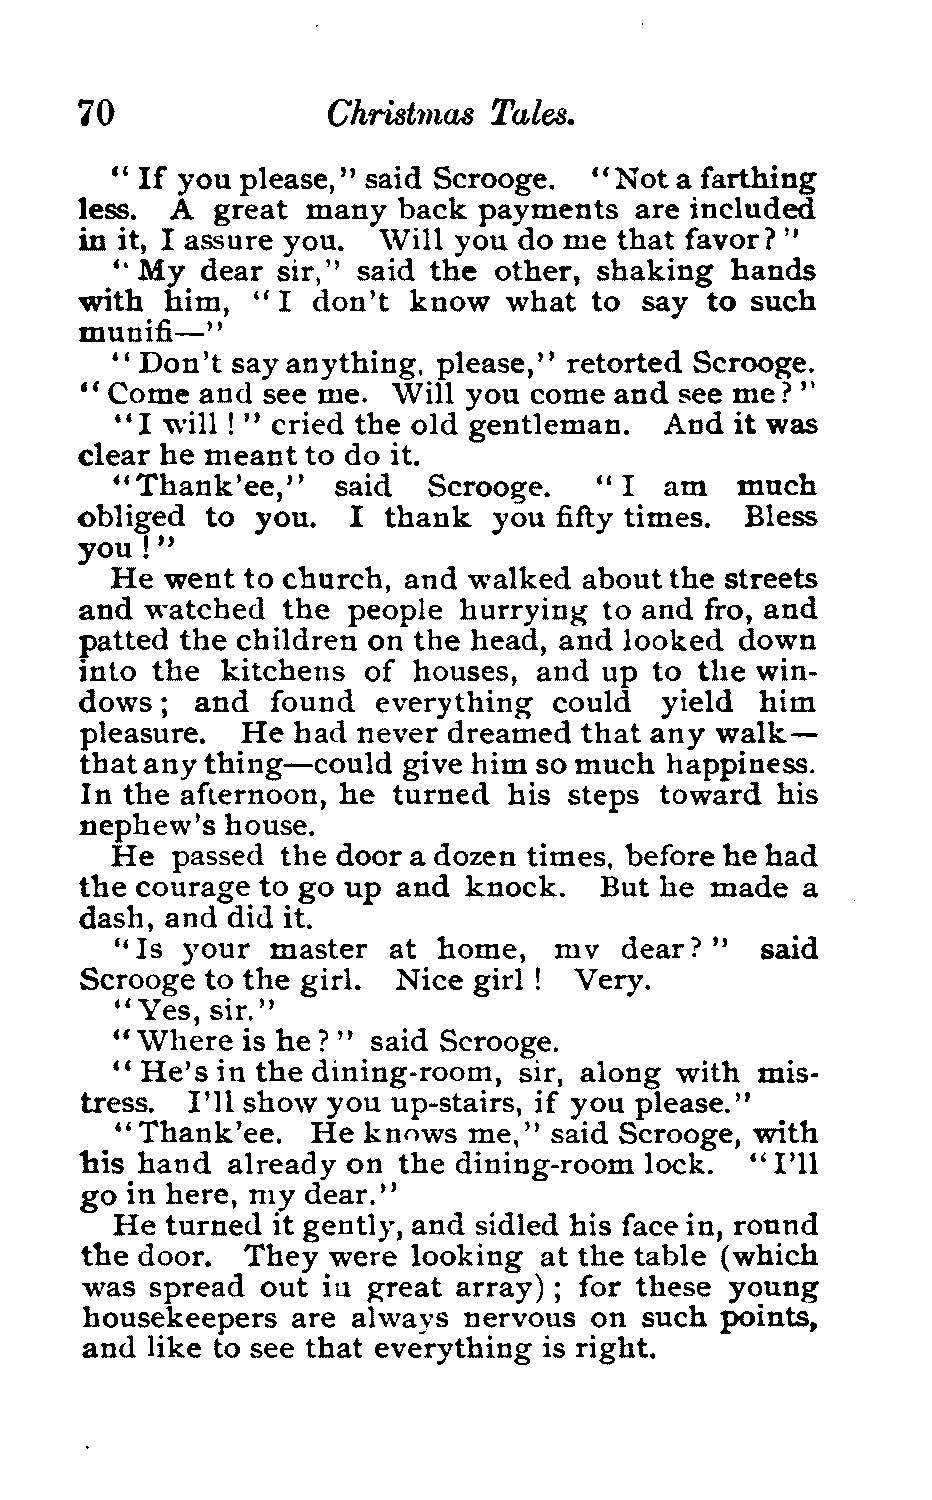 70 Christmas Tales.
"If you please," said Scrooge. "Not a farthing
less. A great many back payments are included
in it, I assure you. Will you do me that favor?"
"My dear sir," said the other, shaking hands
with him, "I don't know what to say to such
munifi—"
"Don't say anything, please," retorted Scrooge.
"Come and see me. Will you come and see me?"
"I will!" cried the old gentleman. And it was
clear he meant to do it.
"Thank'ee," said Scrooge. "I am much
obliged to you. I thank you fifty times. Bless
you!"
He went to church, and walked about the streets
and watched the people hurrying to and fro, and
patted the children on the head, and looked down
into the kitchens of houses, and up to the win-
dows; and found everything could yield him
pleasure. He had never dreamed that any walk—
that any thing—could give him so much happiness.
In the afternoon, he turned his steps toward his
nephew's house.
He passed the door a dozen times, before he had
the courage to go up and knock. But he made a
dash, and did it.
"Is your master at home, my dear?" said
Scrooge to the girl. Nice girl! Very.
"Yes, sir."
"Where is he?" said Scrooge.
"He's in the dining-room, sir, along with mis-
tress. I'll show you up-stairs, if you please."
"Thank'ee. He knows me," said Scrooge, with
his hand already on the dining-room lock. "I'll
go in here, my dear."
He turned it gently, and sidled his face in, round
the door. They were looking at the table (which
was spread out in great array); for these young
housekeepers are always nervous on such points,
and like to see that everything is right.